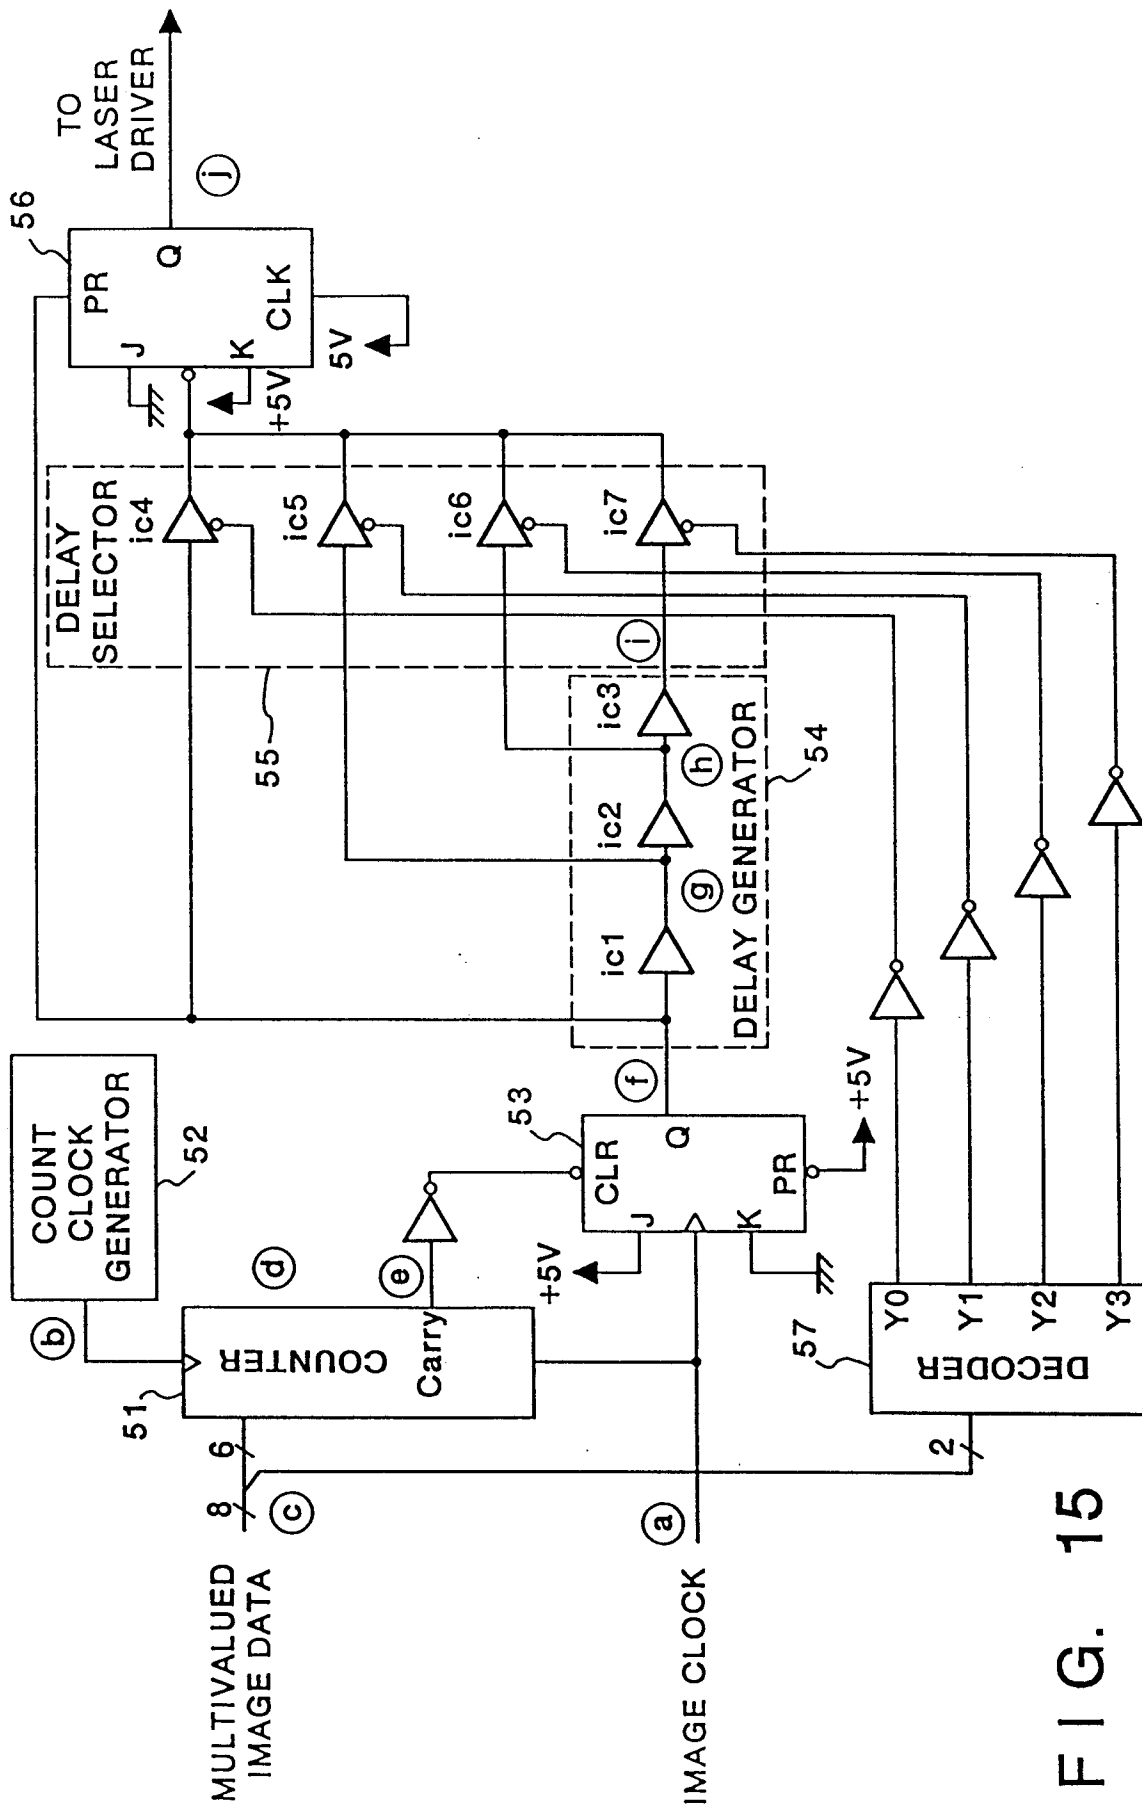 TO
LASER
DRIVER
j
56
PR
Q
J
K
CLK
+5V
5V
DELAY
SELECTOR
ic4
ic5
ic6
ic7
55
i
ic1
ic2
ic3
g
h
DELAY GENERATOR
54
COUNT
CLOCK
GENERATOR
52
b
d
e
51
COUNTER
Carry
6
8
c
MULTIVALUED
IMAGE DATA
53
f
CLR
Q
J
K
PR
+5V
+5V
a
IMAGE CLOCK
2
57
DECODER
Y0
Y1
Y2
Y3
FIG. 15